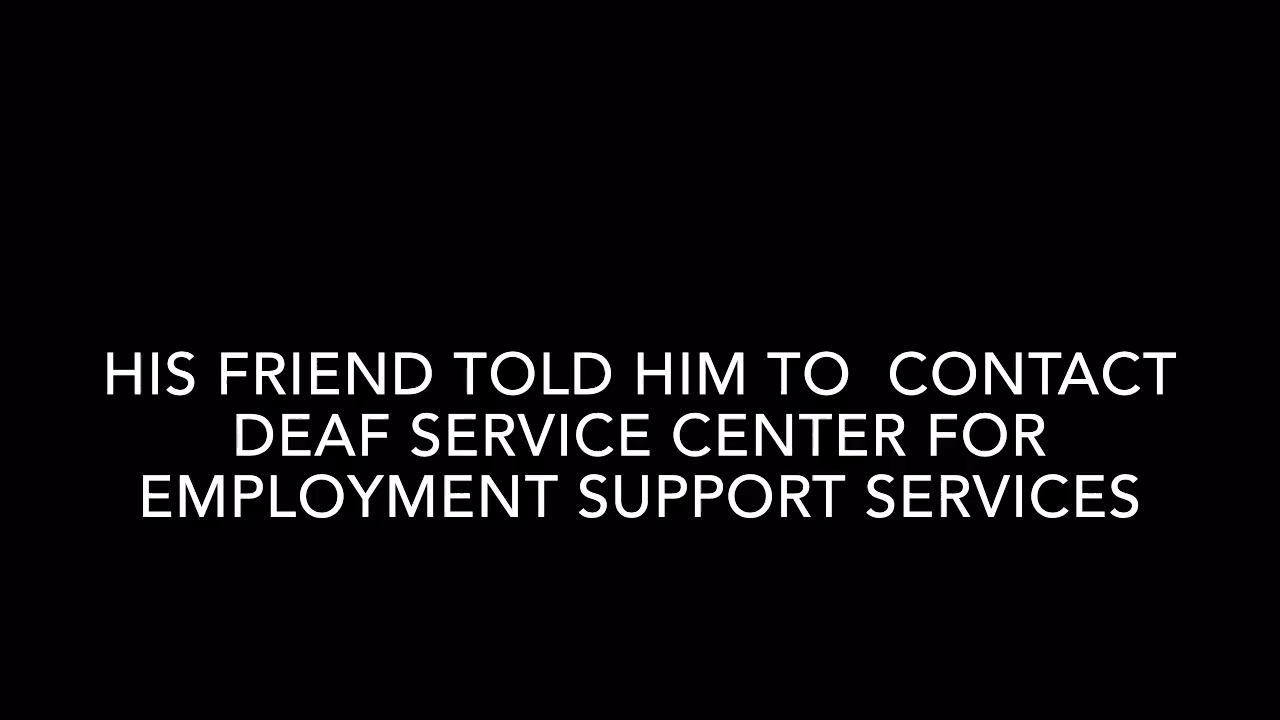 HIS FRIEND TOLD HIM TO  CONTACT
DEAF SERVICE CENTER FOR
EMPLOYMENT SUPPORT SERVICES